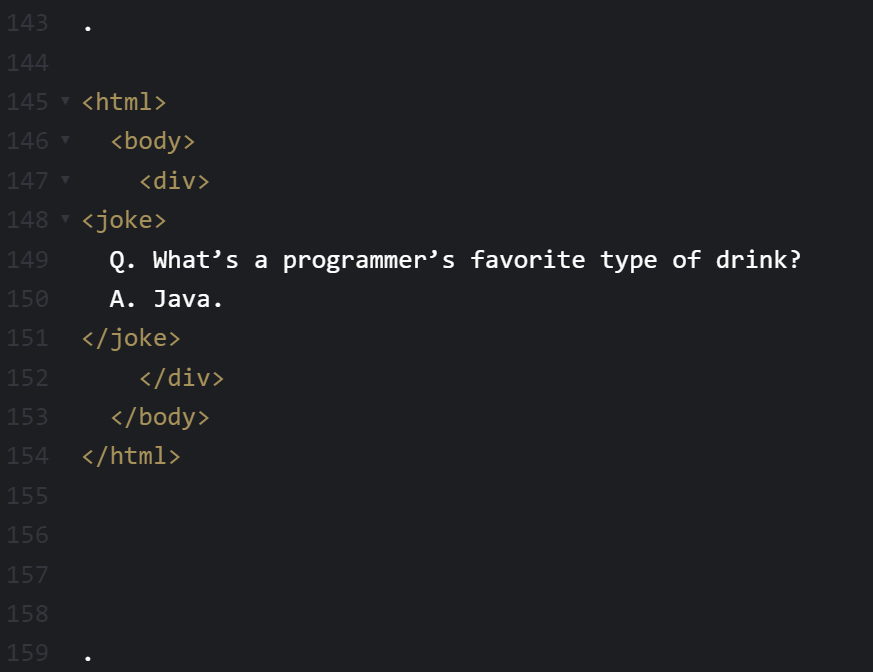 143 .
144
145 <html>
146 <body>
147 <div>
148 <joke>
149 Q. What’s a programmer’s favorite type of drink?
150 A. Java.
151 </joke>
152 </div>
153 </body>
154 </html>
155
156
157
158
159 .